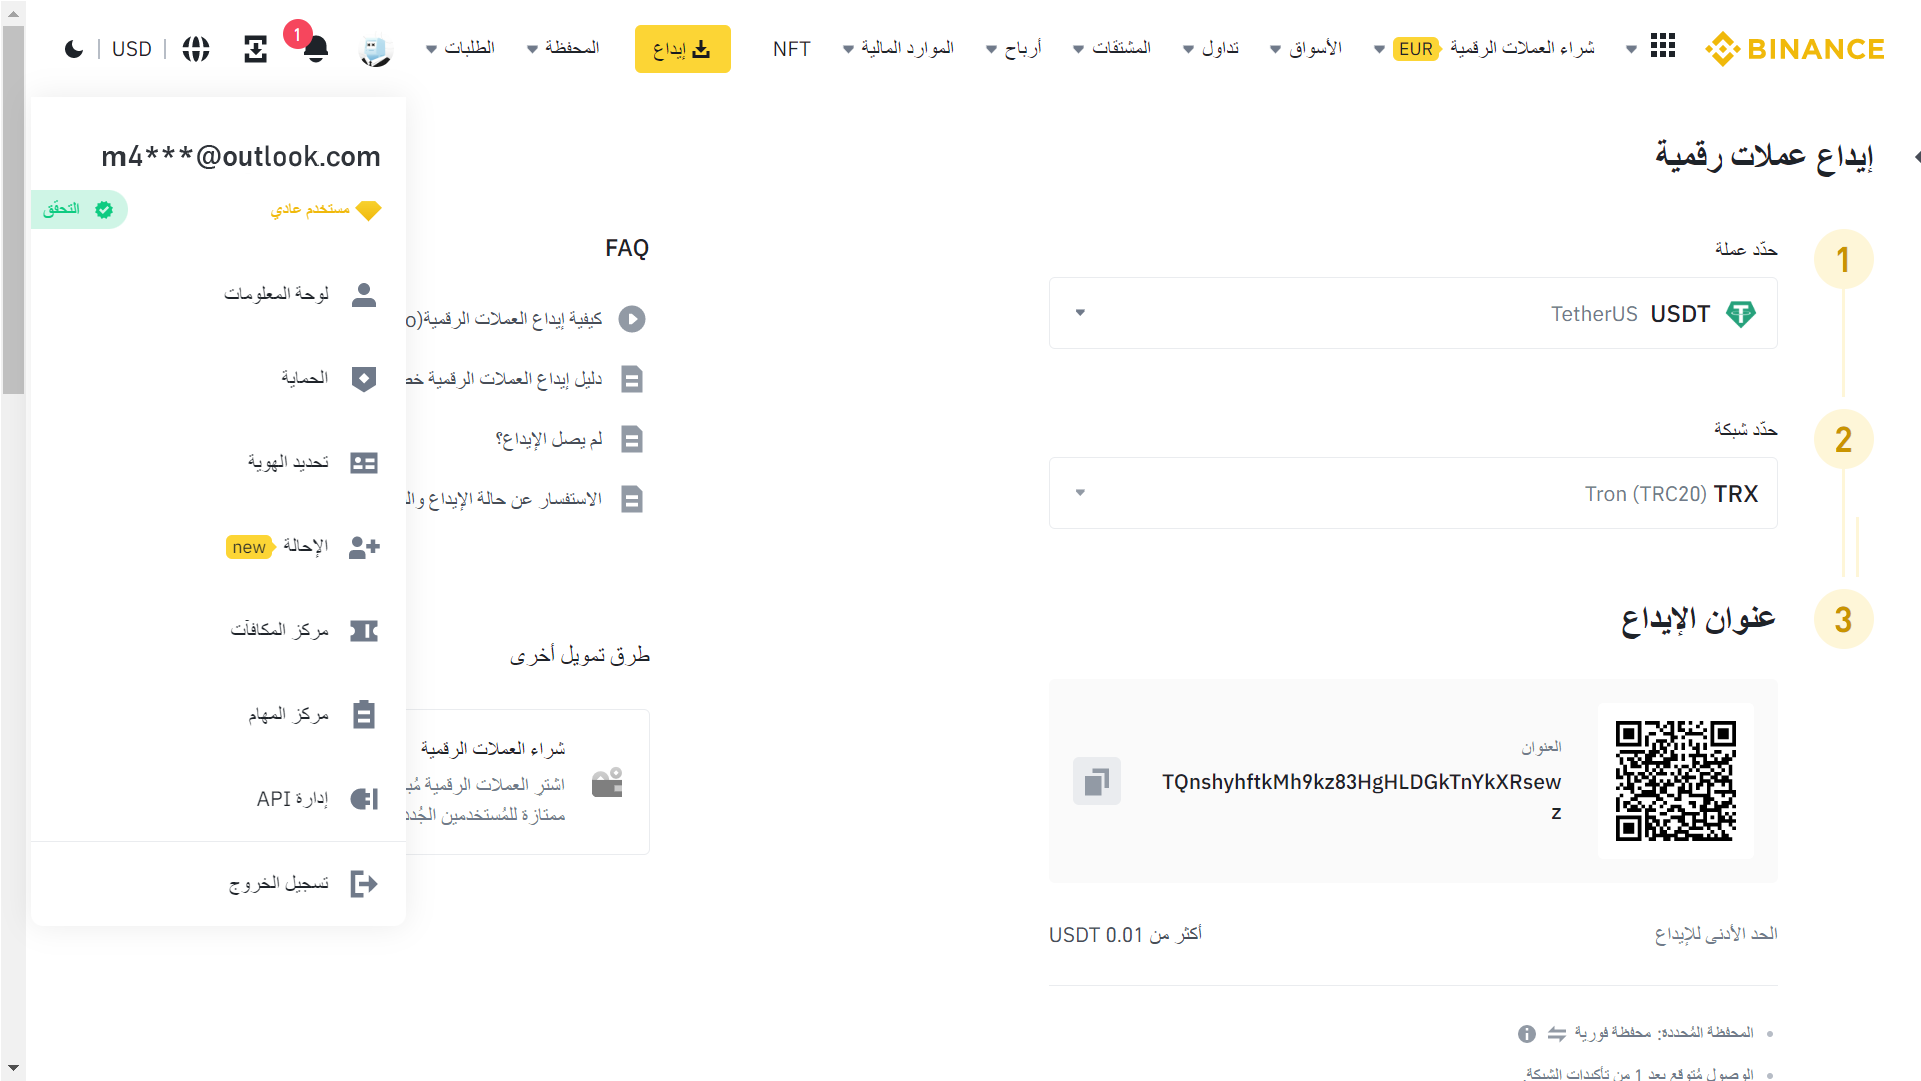 BINANCE
شراء العملات الرقمية EUR
الأسواق
تداول
المشتقات
أرباح
الموارد المالية
NFT
إيداع
المحفظة
الطلبات
1
USD
إيداع عملات رقمية
1
حدّد عملة
USDT TetherUS
2
حدّد شبكة
TRX Tron (TRC20)
3
عنوان الإيداع
العنوان
TQnshyhftkMh9kz83HgHLDGkTnYkXRsew
z
الحد الأدنى للإيداع
أكثر من 0.01 USDT
المحفظة المُحددة: محفظة فورية
الوصول مُتوقع بعد 1 من تأكيدات الشبكة.
FAQ
كيفية إيداع العملات الرقمية(o
دليل إيداع العملات الرقمية خط
لم يصل الإيداع؟
الاستفسار عن حالة الإيداع وال
طرق تمويل أخرى
شراء العملات الرقمية
اشترِ العملات الرقمية مُب
ممتازة للمُستخدمين الجُدد
m4***@outlook.com
مستخدم عادي
التحقّق
لوحة المعلومات
الحماية
تحديد الهوية
الإحالة new
مركز المكافآت
مركز المهام
إدارة API
تسجيل الخروج